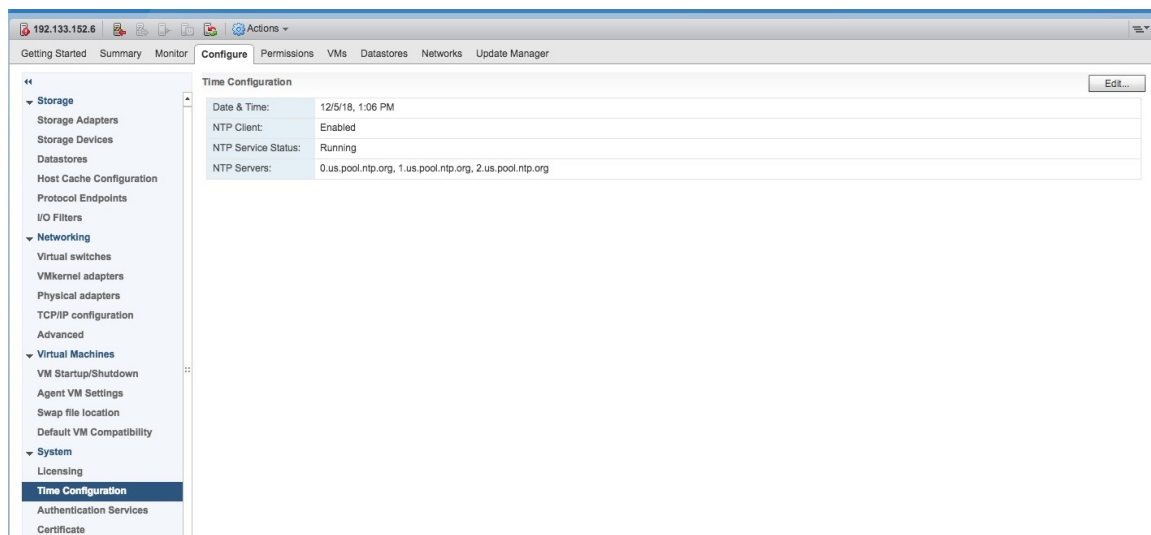 192.133.152.6 Actions
Getting Started Summary Monitor Configure Permissions VMs Datastores Networks Update Manager
Time Configuration
Edit...
Date & Time: 12/5/18, 1:06 PM
NTP Client: Enabled
NTP Service Status: Running
NTP Servers: 0.us.pool.ntp.org, 1.us.pool.ntp.org, 2.us.pool.ntp.org
Storage
Storage Adapters
Storage Devices
Datastores
Host Cache Configuration
Protocol Endpoints
I/O Filters
Networking
Virtual switches
VMkernel adapters
Physical adapters
TCP/IP configuration
Advanced
Virtual Machines
VM Startup/Shutdown
Agent VM Settings
Swap file location
Default VM Compatibility
System
Licensing
Time Configuration
Authentication Services
Certificate